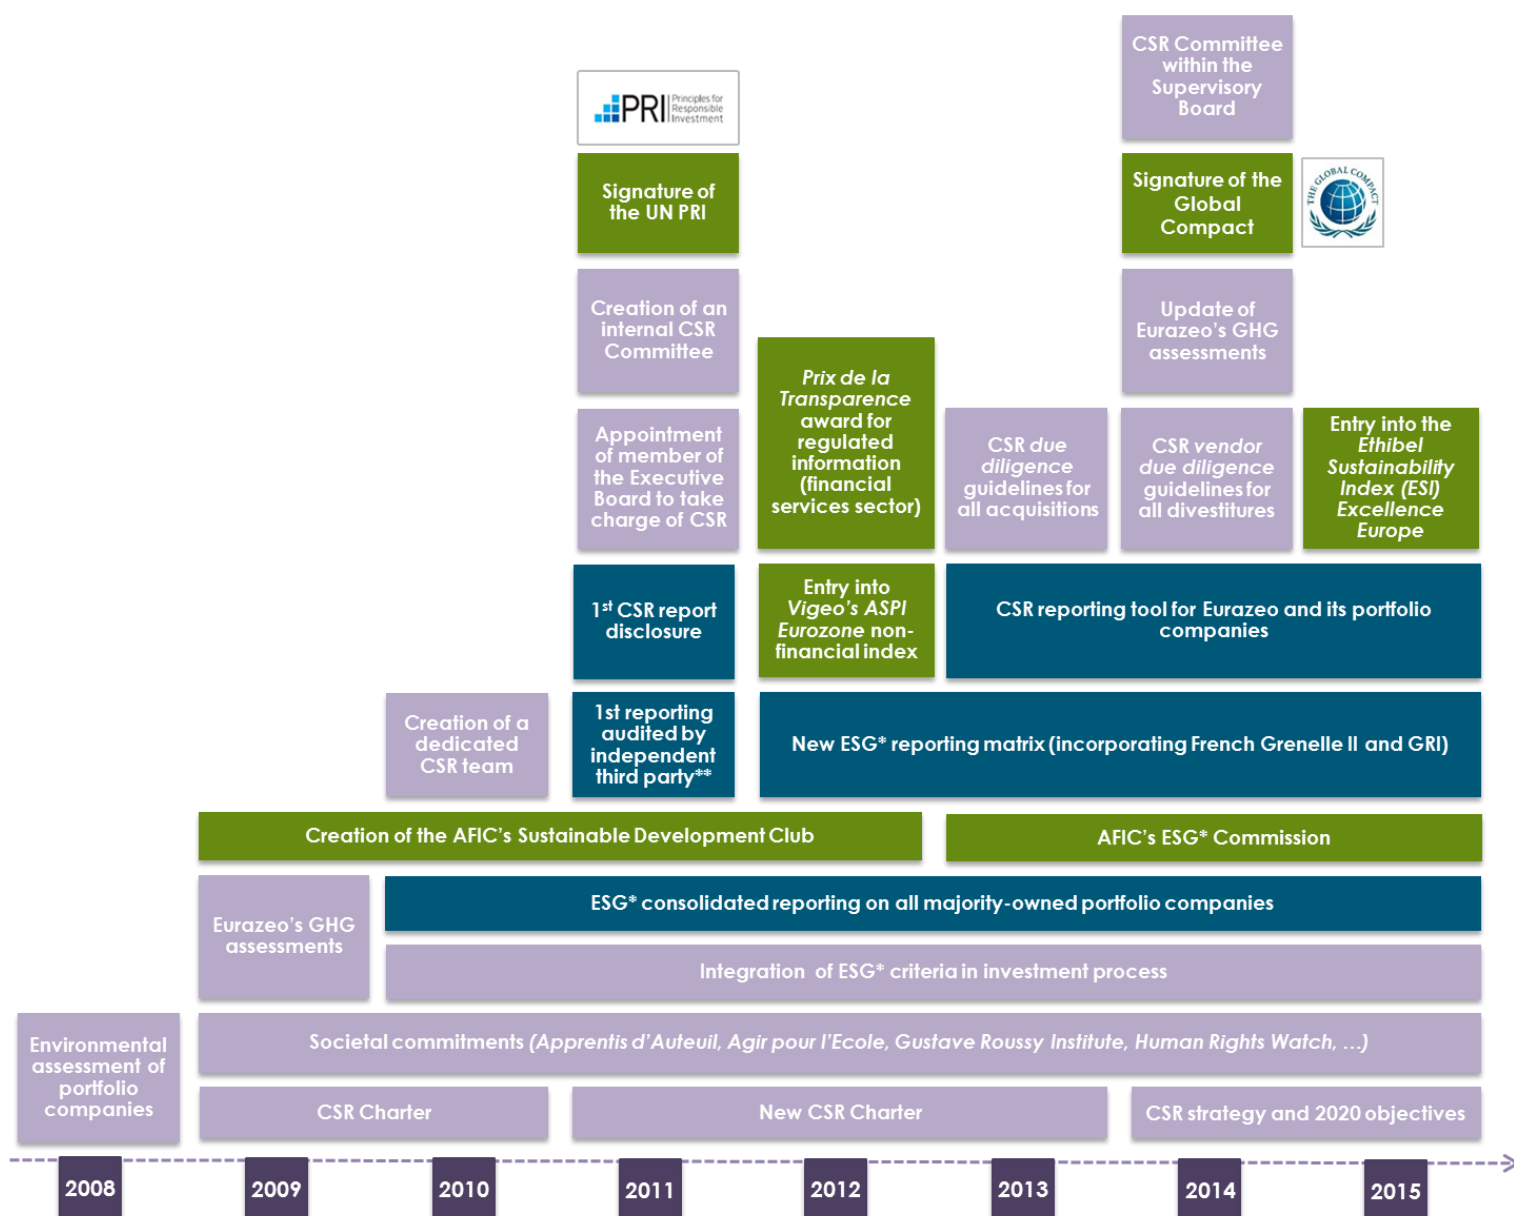 CSR Committee
within the
Supervisory
Board
PRI
Principles for
Responsible
Investment
Signature of
the UN PRI
Signature of the
Global
Compact
THE GLOBAL COMPACT
Creation of an
internal CSR
Committee
Update of
Eurazeo's GHG
assessments
Prix de la
Transparence
award for
regulated
information
(financial
services sector)
Appointment
of member of
the Executive
Board to take
charge of CSR
CSR due
diligence
guidelines for
all acquisitions
CSR vendor
due diligence
guidelines for
all divestitures
Entry into the
Ethibel
Sustainability
Index (ESI)
Excellence
Europe
1st CSR report
disclosure
Entry into
Vigeo's ASPI
Eurozone non-
financial index
CSR reporting tool for Eurazeo and its portfolio
companies
Creation of a
dedicated
CSR team
1st reporting
audited by
independent
third party**
New ESG* reporting matrix (incorporating French Grenelle II and GRI)
Creation of the AFIC's Sustainable Development Club
AFIC's ESG* Commission
Eurazeo's GHG
assessments
ESG* consolidated reporting on all majority-owned portfolio companies
Integration of ESG* criteria in investment process
Environmental
assessment of
portfolio
companies
Societal commitments (Apprentis d'Auteuil, Agir pour l'Ecole, Gustave Roussy Institute, Human Rights Watch, …)
CSR Charter
New CSR Charter
CSR strategy and 2020 objectives
2008
2009
2010
2011
2012
2013
2014
2015